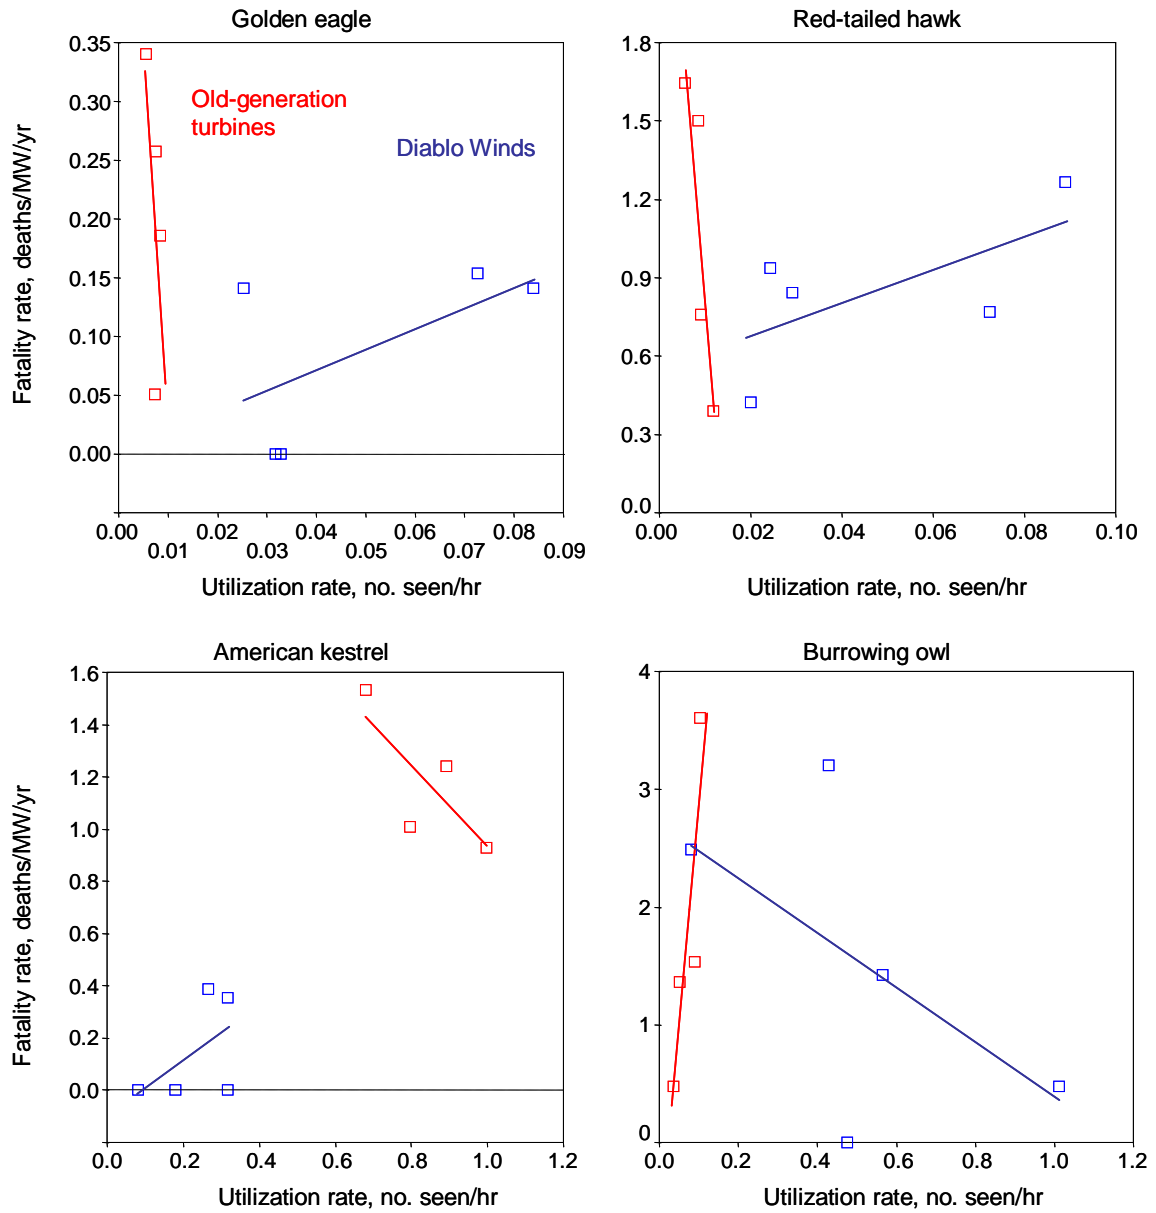 Golden eagle
0.35
0.30
0.25
0.20
0.15
0.10
0.05
0.00
Fatality rate, deaths/MW/yr
Old-generation
turbines
Diablo Winds
0.00 0.02 0.04 0.06 0.08
0.01 0.03 0.05 0.07 0.09
Utilization rate, no. seen/hr
Red-tailed hawk
1.8
1.5
1.2
0.9
0.6
0.3
0.0
0.00 0.02 0.04 0.06 0.08 0.10
Utilization rate, no. seen/hr
American kestrel
1.6
1.4
1.2
1.0
0.8
0.6
0.4
0.2
0.0
Fatality rate, deaths/MW/yr
0.0 0.2 0.4 0.6 0.8 1.0 1.2
Utilization rate, no. seen/hr
Burrowing owl
4
3
2
1
0
0.0 0.2 0.4 0.6 0.8 1.0 1.2
Utilization rate, no. seen/hr